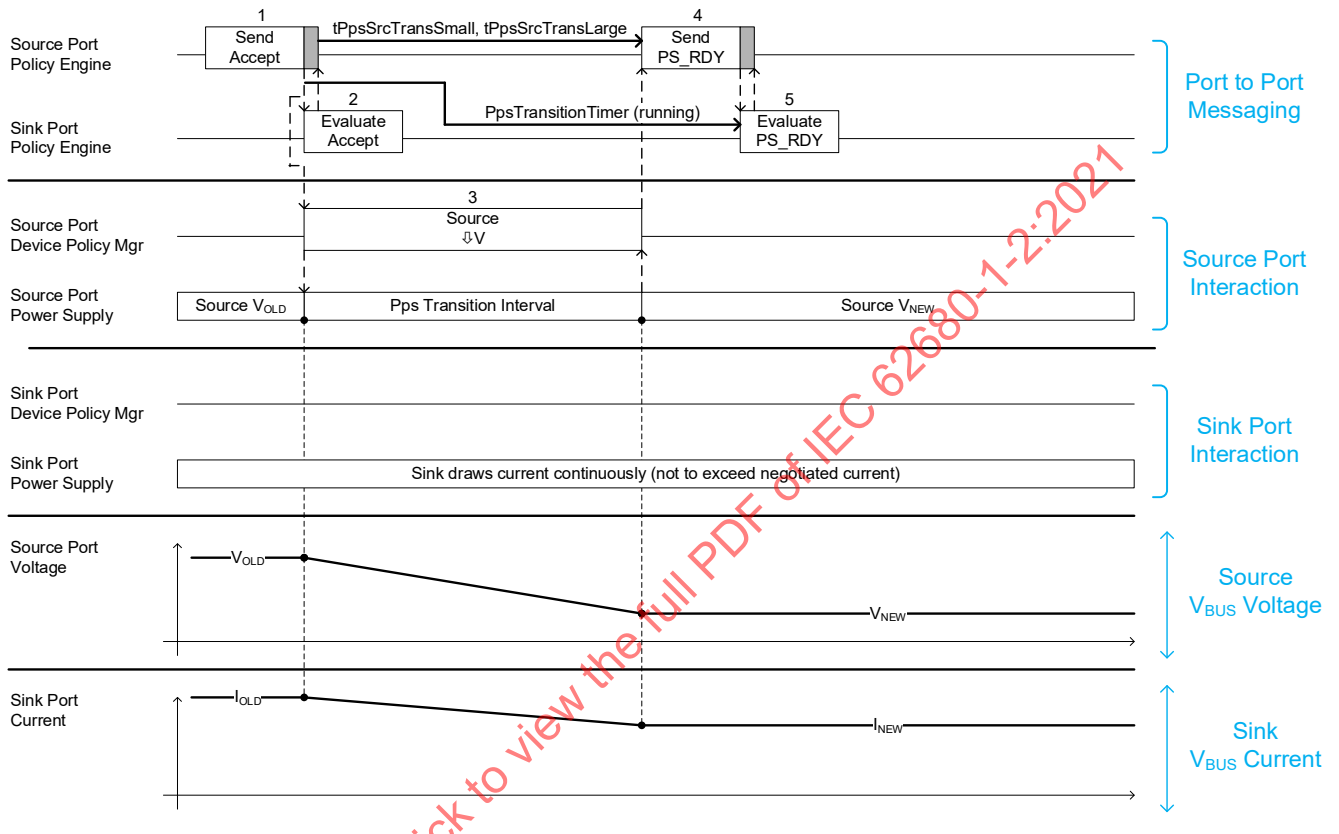 1
Send
Accept
tPpsSrcTransSmall, tPpsSrcTransLarge
4
Send
PS_RDY
Source Port
Policy Engine
2
Evaluate
Accept
PpsTransitionTimer (running)
5
Evaluate
PS_RDY
Sink Port
Policy Engine
Port to Port
Messaging
3
Source
⇩V
Source Port
Device Policy Mgr
Source Port
Power Supply
Source VOLD
Pps Transition Interval
Source VNEW
Source Port
Interaction
Sink Port
Device Policy Mgr
Sink Port
Power Supply
Sink draws current continuously (not to exceed negotiated current)
Sink Port
Interaction
Source Port
Voltage
VOLD
VNEW
Source
VBUS Voltage
Sink Port
Current
IOLD
INEW
Sink
VBUS Current
ick to view the full PDF of IEC 62680-1-2:2021